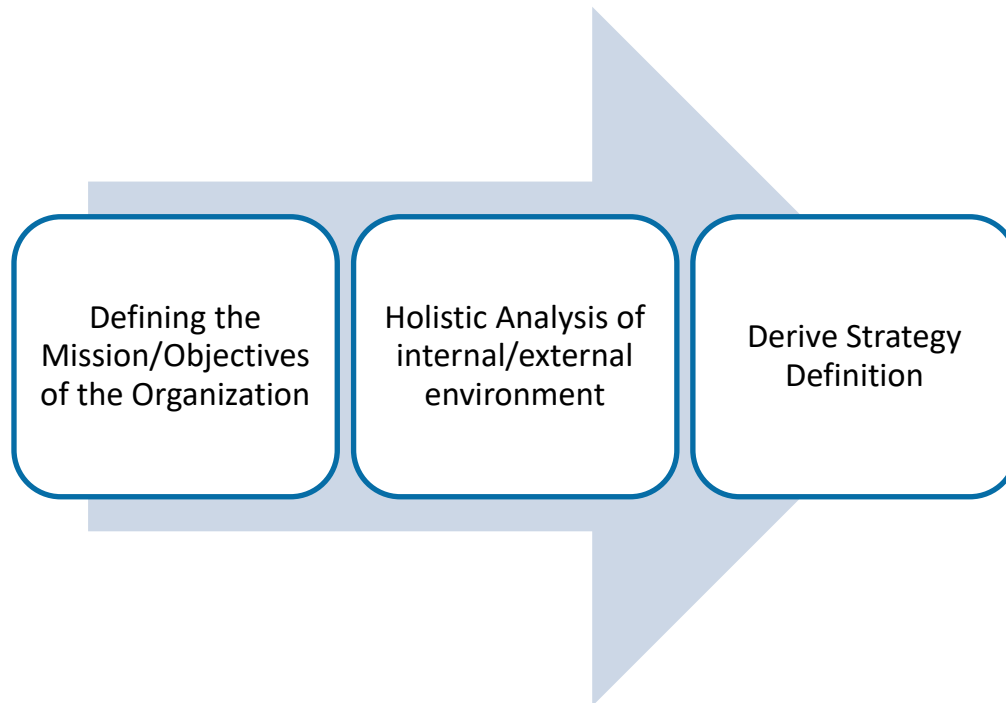 Defining the
Mission/Objectives
of the Organization
Holistic Analysis of
internal/external
environment
Derive Strategy
Definition